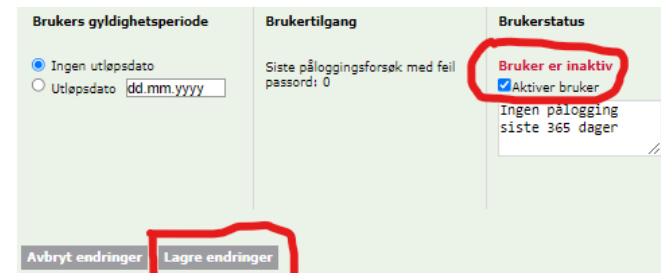 Brukers gyldighetsperiode
Ingen utløpsdato
Utløpsdato dd.mm.yyyy
Brukertilgang
Siste påloggingsforsøk med feil
passord: 0
Brukerstatus
Bruker er inaktiv
Aktiver bruker
Ingen pålogging
siste 365 dager
Avbryt endringer
Lagre endringer